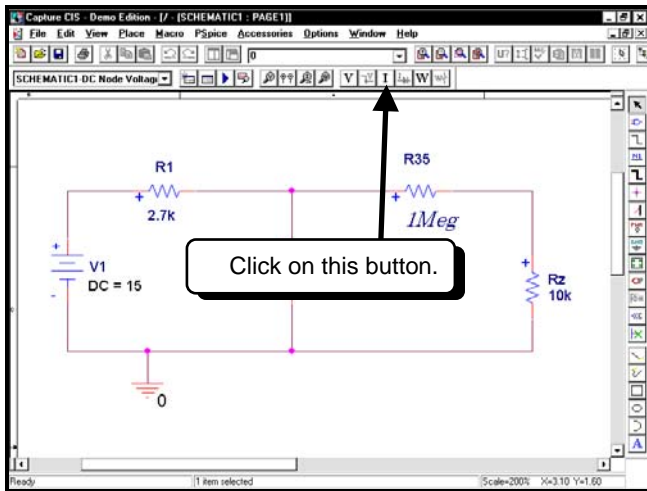 Capture CIS - Demo Edition - [/ - (SCHEMATIC1 : PAGE1)]
File Edit View Place Macro PSpice Accessories Options Window Help
0
U?
SCHEMATIC1-DC Node Voltag
V I W
R1
2.7k
R35
1Meg
+
+
+
V1
DC = 15
-
Click on this button.
+
Rz
10k
0
A
Ready
1 item selected
Scale=200% X=3.10 Y=1.60